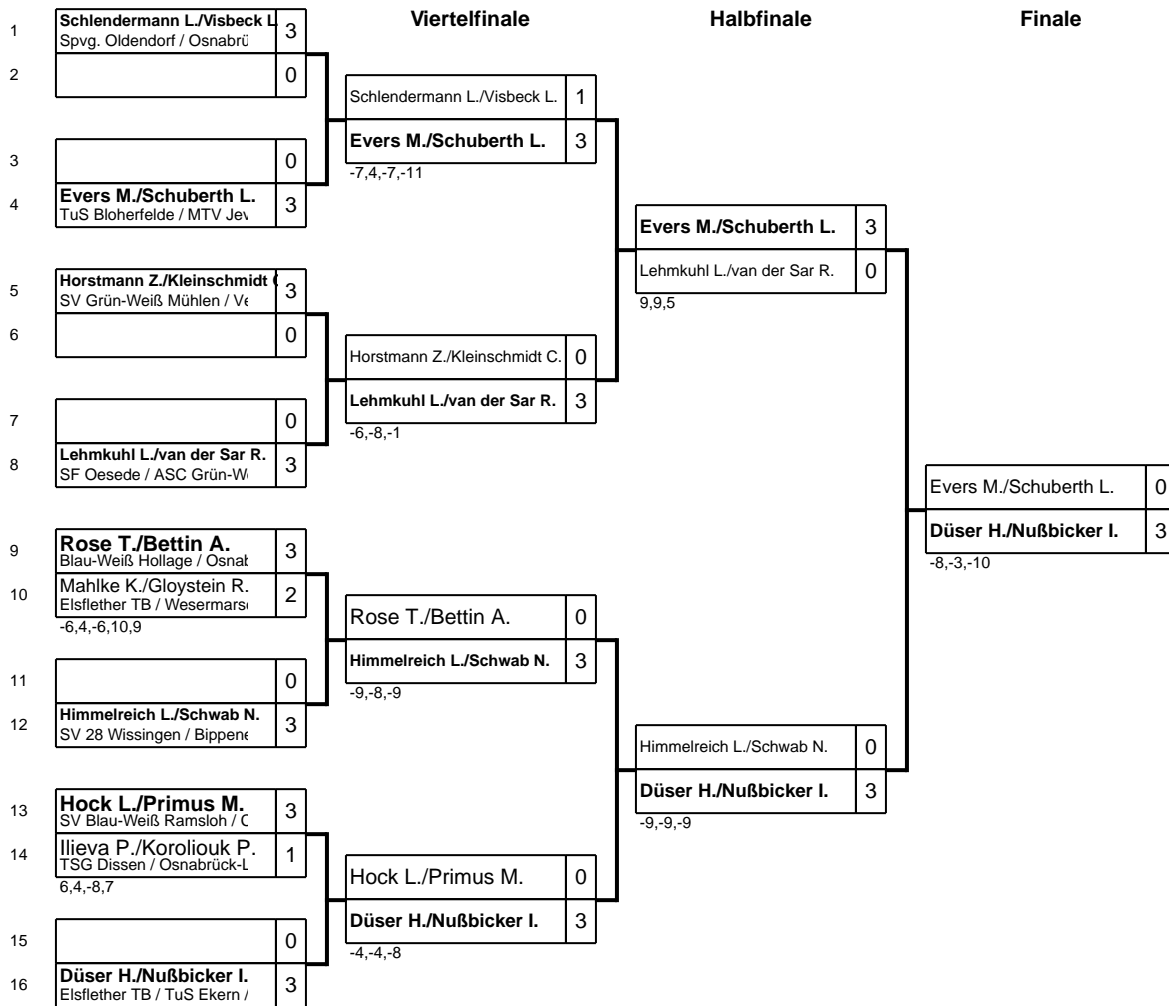 Viertelfinale
Halbfinale
Finale
1
Schlendermann L./Visbeck L
3
Spvg. Oldendorf / Osnabrü
2
0
3
0
4
Evers M./Schuberth L.
3
TuS Bloherfelde / MTV Jev
5
Horstmann Z./Kleinschmidt
3
SV Grün-Weiß Mühlen / Ve
6
0
7
0
8
Lehmkuhl L./van der Sar R.
3
SF Oesede / ASC Grün-W
9
Rose T./Bettin A.
3
Blau-Weiß Hollage / Osnab
10
Mahlke K./Gloystein R.
2
Elsflether TB / Wesermars
-6,4,-6,10,9
11
0
12
Himmelreich L./Schwab N.
3
SV 28 Wissingen / Bippen
13
Hock L./Primus M.
3
SV Blau-Weiß Ramsloh /
14
Ilieva P./Koroliouk P.
1
TSG Dissen / Osnabrück-L
6,4,-8,7
15
0
16
Düser H./Nußbicker I.
3
Elsflether TB / TuS Ekern /
Schlendermann L./Visbeck L.
1
Evers M./Schuberth L.
3
-7,4,-7,-11
Horstmann Z./Kleinschmidt C.
0
Lehmkuhl L./van der Sar R.
3
-6,-8,-1
Rose T./Bettin A.
0
Himmelreich L./Schwab N.
3
-9,-8,-9
Hock L./Primus M.
0
Düser H./Nußbicker I.
3
-4,-4,-8
Evers M./Schuberth L.
3
Lehmkuhl L./van der Sar R.
0
9,9,5
Himmelreich L./Schwab N.
0
Düser H./Nußbicker I.
3
-9,-9,-9
Evers M./Schuberth L.
0
Düser H./Nußbicker I.
3
-8,-3,-10